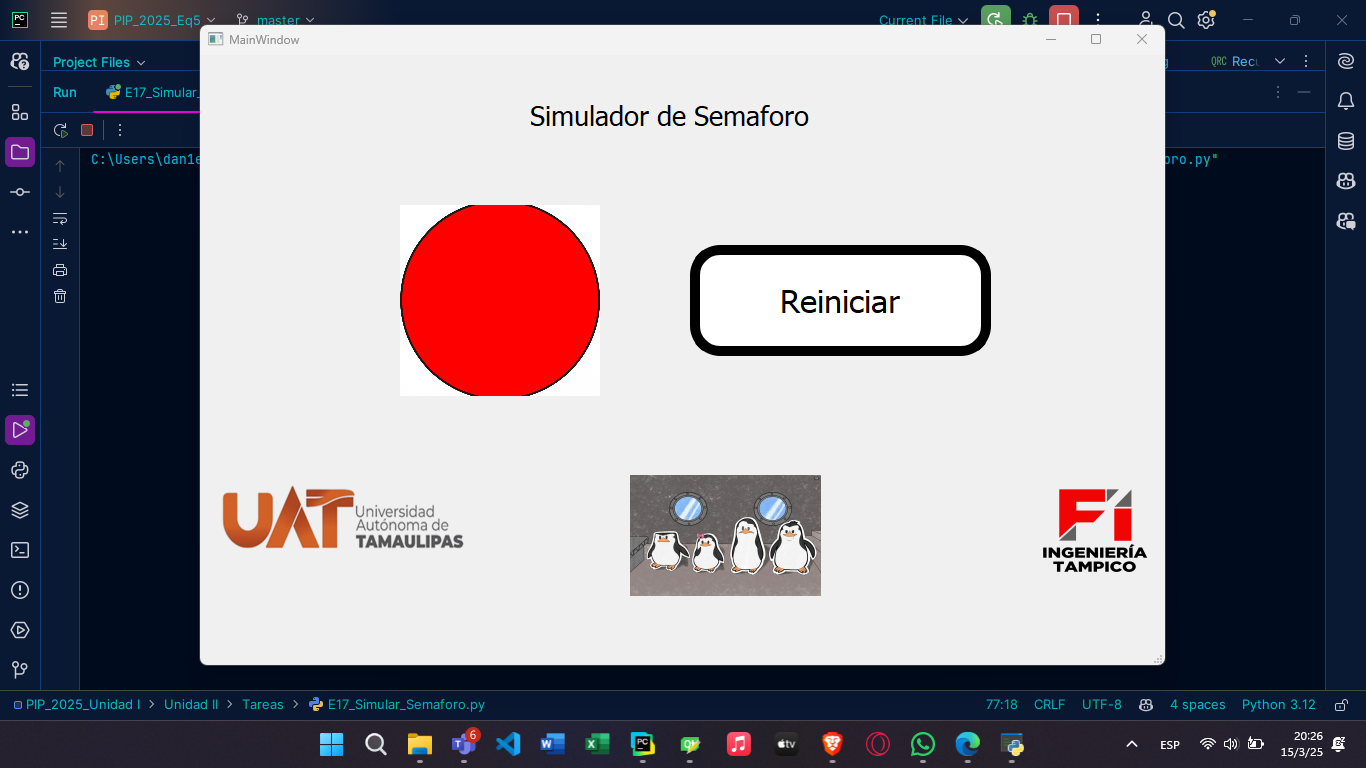 PC
PI PIP_2025_Eq5 master Current File
MainWindow
Project Files
QRC
Run E17_Simular_
C:\Users\dan1e
oro.py"
Simulador de Semaforo
Reiniciar
UAT
Universidad
Autónoma de
TAMAULIPAS
FI
INGENIERÍA
TAMPICO
PIP_2025_Unidad I > Unidad II > Tareas > E17_Simular_Semaforo.py 77:18 CRLF UTF-8 4 spaces Python 3.12
6
tv
ESP
20:26
15/3/25